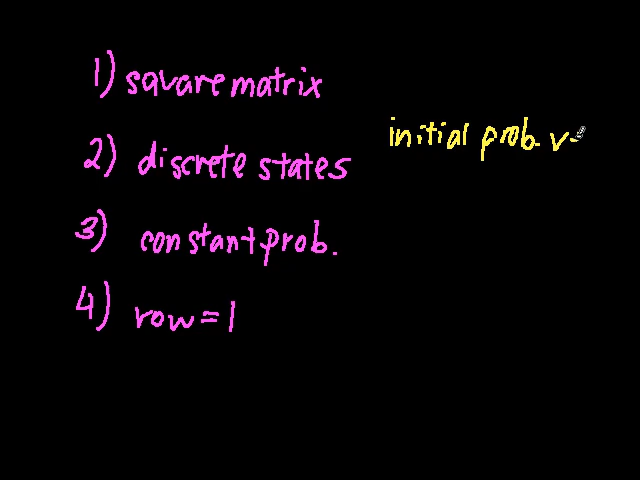 1) square matrix
2) discrete states
3) constant prob.
4) row = 1
initial prob. v